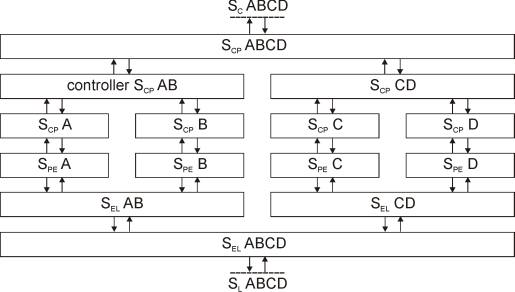 S_C ABCD
S_CP ABCD
controller S_CP AB
S_CP CD
S_CP A
S_CP B
S_CP C
S_CP D
S_PE A
S_PE B
S_PE C
S_PE D
S_EL AB
S_EL CD
S_EL ABCD
S_L ABCD